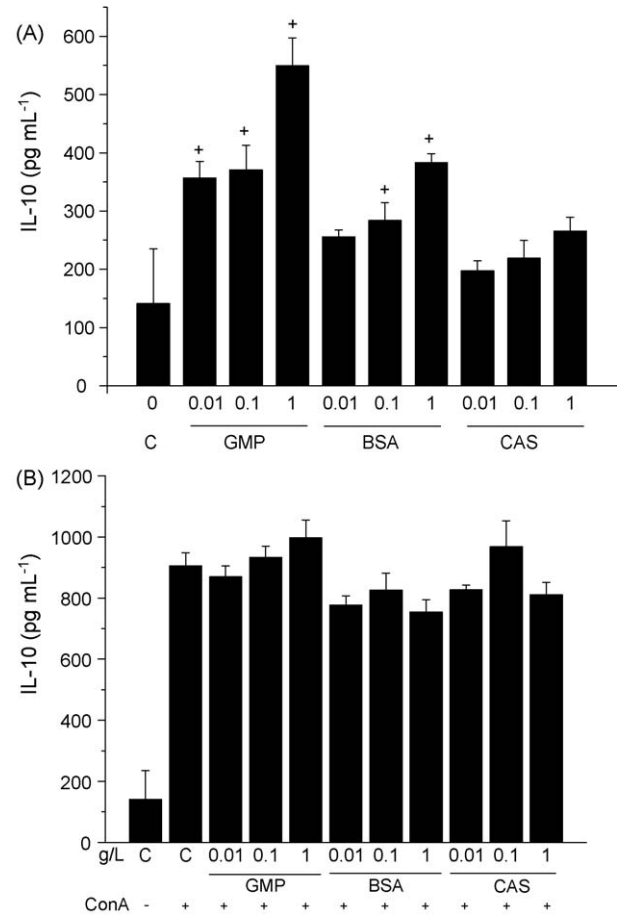 (A)
IL-10 (pg mL⁻¹)
600
500
400
300
200
100
0
+ + + + +
0 0.01 0.1 1 0.01 0.1 1 0.01 0.1 1
C GMP BSA CAS
(B)
IL-10 (pg mL⁻¹)
1200
1000
800
600
400
200
0
g/L C C 0.01 0.1 1 0.01 0.1 1 0.01 0.1 1
GMP BSA CAS
ConA - + + + + + + + + + +